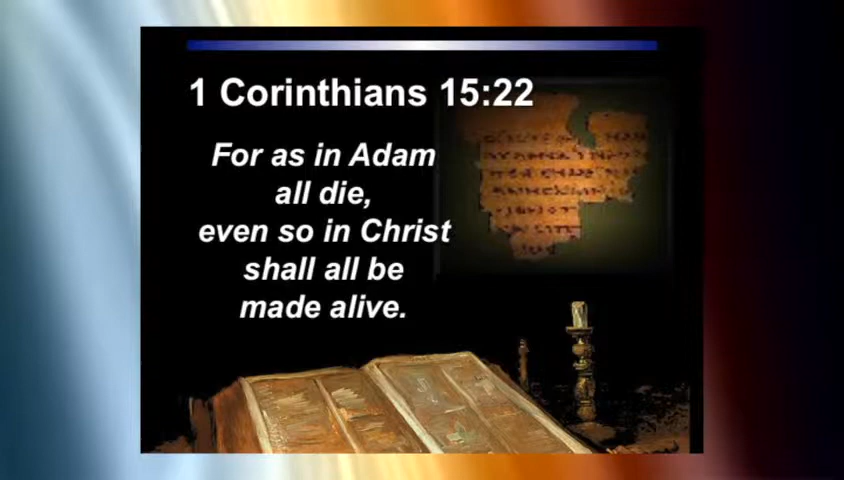 1 Corinthians 15:22
For as in Adam
all die,
even so in Christ
shall all be
made alive.